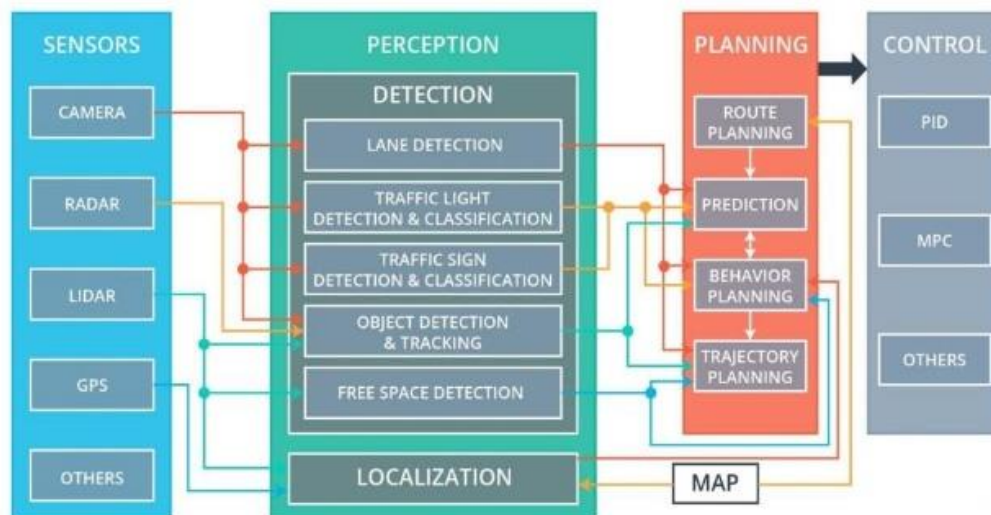 SENSORS
CAMERA
RADAR
LIDAR
GPS
OTHERS
PERCEPTION
DETECTION
LANE DETECTION
TRAFFIC LIGHT
DETECTION & CLASSIFICATION
TRAFFIC SIGN
DETECTION & CLASSIFICATION
OBJECT DETECTION
& TRACKING
FREE SPACE DETECTION
LOCALIZATION
PLANNING
ROUTE
PLANNING
PREDICTION
BEHAVIOR
PLANNING
TRAJECTORY
PLANNING
MAP
CONTROL
PID
MPC
OTHERS